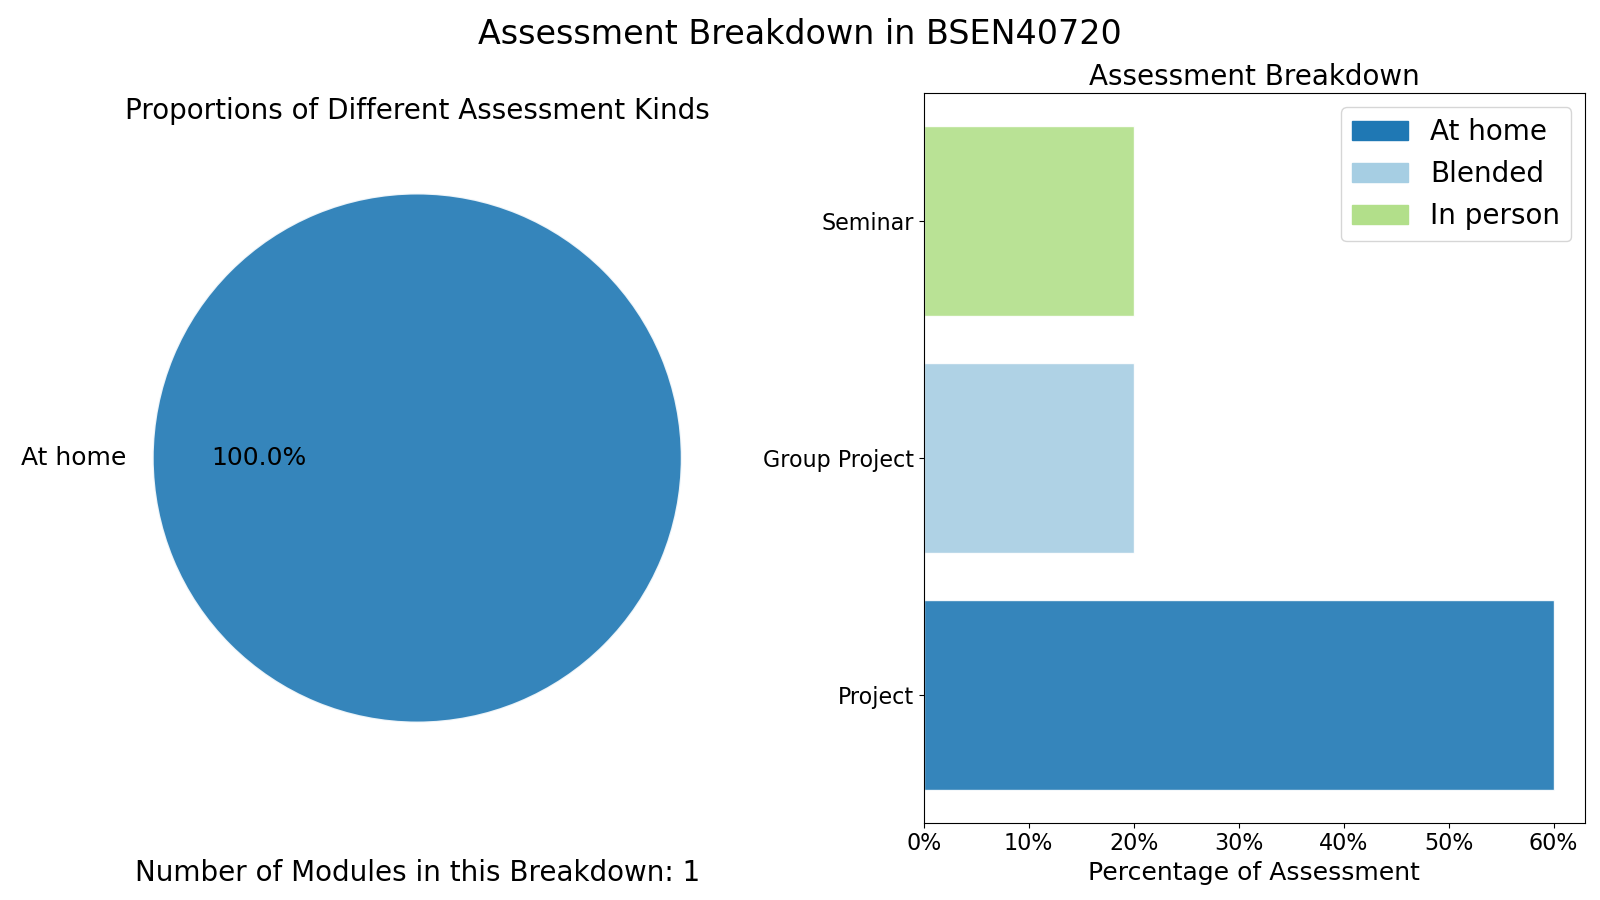 Assessment Breakdown in BSEN40720
Proportions of Different Assessment Kinds
At home
100.0%
Number of Modules in this Breakdown: 1
Assessment Breakdown
At home
Blended
In person
Seminar
Group Project
Project
0% 10% 20% 30% 40% 50% 60%
Percentage of Assessment